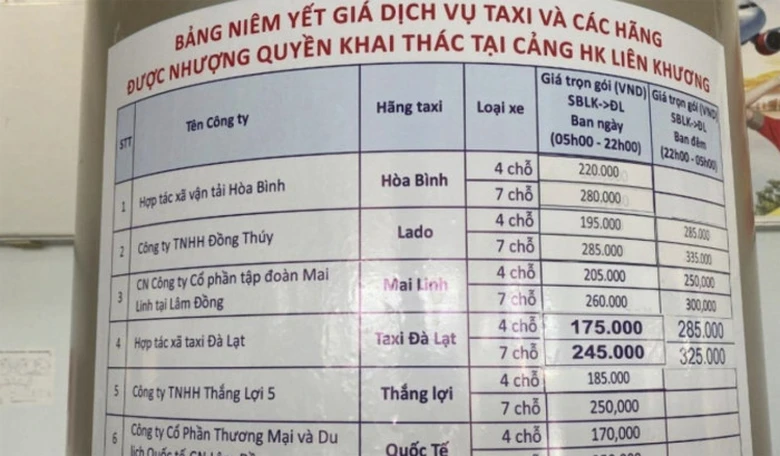 BẢNG NIÊM YẾT GIÁ DỊCH VỤ TAXI VÀ CÁC HÃNG
ĐƯỢC NHƯỢNG QUYỀN KHAI THÁC TẠI CẢNG HK LIÊN KHƯƠNG
STT Tên Công ty Hãng taxi Loại xe Giá trọn gói (VND) SBLK->ĐL Ban ngày (05h00 - 22h00) Giá trọn gói (VND) SBLK->ĐL Ban đêm (22h00 - 05h00)
1 Hợp tác xã vận tải Hòa Bình Hòa Bình 4 chỗ 220.000
7 chỗ 280.000
2 Công ty TNHH Đồng Thúy Lado 4 chỗ 195.000 285.000
7 chỗ 285.000 335.000
3 CN Công ty Cổ phần tập đoàn Mai Linh tại Lâm Đồng Mai Linh 4 chỗ 205.000 250,000
7 chỗ 260.000 300,000
4 Hợp tác xã taxi Đà Lạt Taxi Đà Lạt 4 chỗ 175.000 285.000
7 chỗ 245.000 325.000
5 Công ty TNHH Thắng Lợi 5 Thắng lợi 4 chỗ 185.000
7 chỗ 250,000
6 Công ty Cổ Phần Thương Mại và Du Quốc Tế 4 chỗ 170,000
lịch Quốc tế